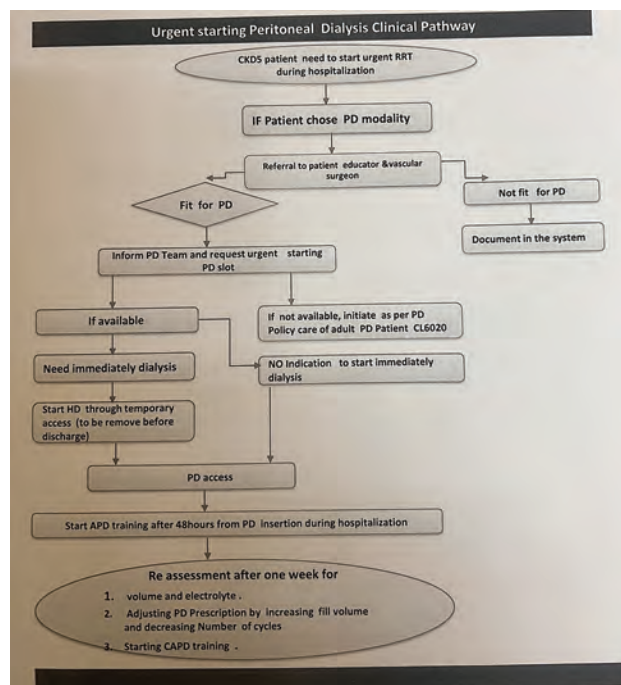 Urgent starting Peritoneal Dialysis Clinical Pathway
CKD5 patient need to start urgent RRT
during hospitalization
IF Patient chose PD modality
Referral to patient educator &vascular
surgeon
Fit for PD
Not fit for PD
Document in the system
Inform PD Team and request urgent starting
PD slot
If available
If not available, initiate as per PD
Policy care of adult PD Patient CL6020
Need immediately dialysis
NO Indication to start immediately
dialysis
Start HD through temporary
access (to be remove before
discharge)
PD access
Start APD training after 48hours from PD insertion during hospitalization
Re assessment after one week for
1. volume and electrolyte .
2. Adjusting PD Prescription by increasing fill volume
and decreasing Number of cycles
3. Starting CAPD training .